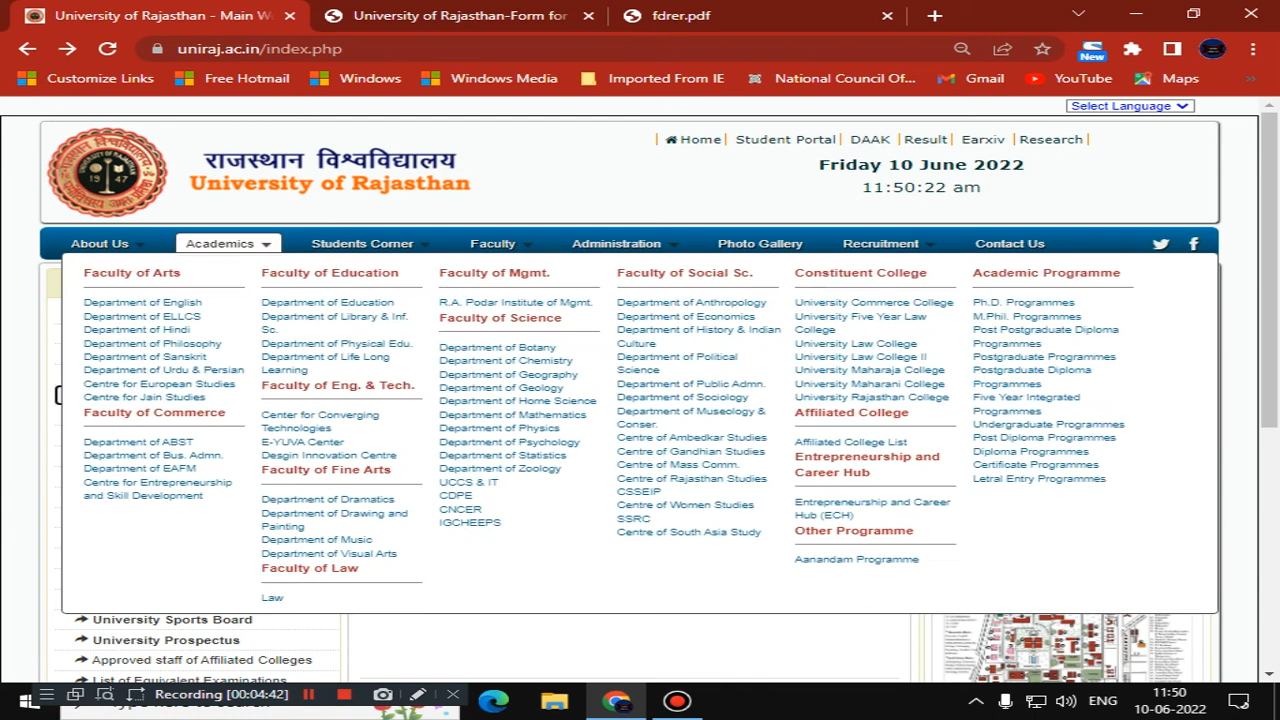 University of Rajasthan - Main W
University of Rajasthan-Form for
fdrer.pdf
uniraj.ac.in/index.php
New
Customize Links
Free Hotmail
Windows
Windows Media
Imported From IE
National Council Of...
Gmail
YouTube
Maps
Select Language
राजस्थान विश्वविद्यालय
University of Rajasthan
1947
Home
Student Portal
DAAK
Result
Earxiv
Research
Friday 10 June 2022
11:50:22 am
About Us
Academics
Students Corner
Faculty
Administration
Photo Gallery
Recruitment
Contact Us
Faculty of Arts
Department of English
Department of ELLCS
Department of Hindi
Department of Philosophy
Department of Sanskrit
Department of Urdu & Persian
Centre for European Studies
Centre for Jain Studies
Faculty of Commerce
Department of ABST
Department of Bus. Admn.
Department of EAFM
Centre for Entrepreneurship
and Skill Development
Faculty of Education
Department of Education
Department of Library & Inf.
Sc.
Department of Physical Edu.
Department of Life Long
Learning
Faculty of Eng. & Tech.
Center for Converging
Technologies
E-YUVA Center
Desgin Innovation Centre
Faculty of Fine Arts
Department of Dramatics
Department of Drawing and
Painting
Department of Music
Department of Visual Arts
Faculty of Law
Law
Faculty of Mgmt.
R.A. Podar Institute of Mgmt.
Faculty of Science
Department of Botany
Department of Chemistry
Department of Geography
Department of Geology
Department of Home Science
Department of Mathematics
Department of Physics
Department of Psychology
Department of Statistics
Department of Zoology
UCCS & IT
CDPE
CNCER
IGCHEEPS
Faculty of Social Sc.
Department of Anthropology
Department of Economics
Department of History & Indian
Culture
Department of Political
Science
Department of Public Admn.
Department of Sociology
Department of Museology &
Conser.
Centre of Ambedkar Studies
Centre of Gandhian Studies
Centre of Mass Comm.
Centre of Rajasthan Studies
CSSEIP
Centre of Women Studies
SSRC
Centre of South Asia Study
Constituent College
University Commerce College
University Five Year Law
College
University Law College
University Law College II
University Maharaja College
University Maharani College
University Rajasthan College
Affiliated College
Affiliated College List
Entrepreneurship and
Career Hub
Entrepreneurship and Career
Hub (ECH)
Other Programme
Aanandam Programme
Academic Programme
Ph.D. Programmes
M.Phil. Programmes
Post Postgraduate Diploma
Programmes
Postgraduate Programmes
Postgraduate Diploma
Programmes
Five Year Integrated
Programmes
Undergraduate Programmes
Post Diploma Programmes
Diploma Programmes
Certificate Programmes
Letral Entry Programmes
University Sports Board
University Prospectus
Approved staff of Affiliated Colleges
List of Equivalent Examinations
Recording [00:04:42]
ENG
11:50
10-06-2022